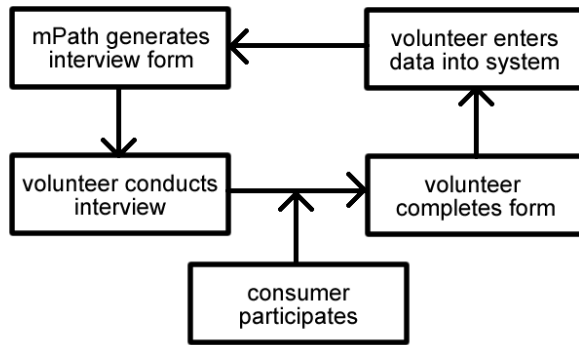 mPath generates
interview form
volunteer enters
data into system
volunteer conducts
interview
volunteer
completes form
consumer
participates